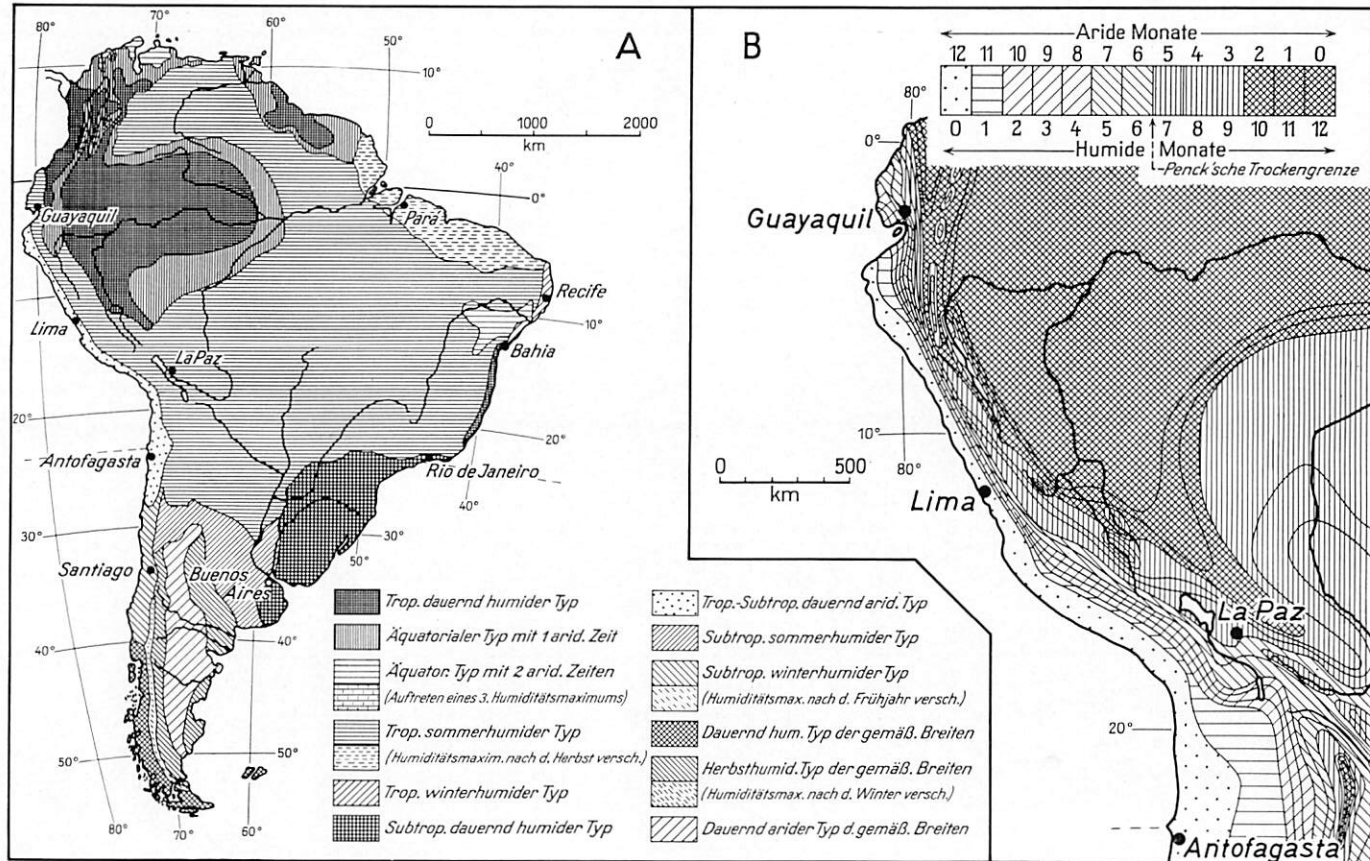 A
80°
70°
60°
50°
10°
0 1000 2000
km
40°
0°
Guayaquil
Pará
Recife
Lima
10°
La Paz
Bahia
20°
20°
Antofagasta
Rio de Janeiro
40°
30°
30°
50°
Santiago
Buenos
Aires
40°
40°
50°
50°
80°
70°
60°
Trop. dauernd humider Typ
Äquatorialer Typ mit 1 arid. Zeit
Äquator. Typ mit 2 arid. Zeiten
(Auftreten eines 3. Humiditätsmaximums)
Trop. sommerhumider Typ
(Humiditätsmaxim. nach d. Herbst versch.)
Trop. winterhumider Typ
Subtrop. dauernd humider Typ
Trop.-Subtrop. dauernd arid. Typ
Subtrop. sommerhumider Typ
Subtrop. winterhumider Typ
(Humiditätsmax. nach d. Frühjahr versch.)
Dauernd hum. Typ der gemäß. Breiten
Herbsthumid. Typ der gemäß. Breiten
(Humiditätsmax. nach d. Winter versch.)
Dauernd arider Typ d. gemäß. Breiten
B
Aride Monate
12 11 10 9 8 7 6 5 4 3 2 1 0
0 1 2 3 4 5 6 7 8 9 10 11 12
Humide Monate
Penck'sche Trockengrenze
80°
0°
Guayaquil
10°
80°
0 500
km
Lima
La Paz
20°
Antofagasta